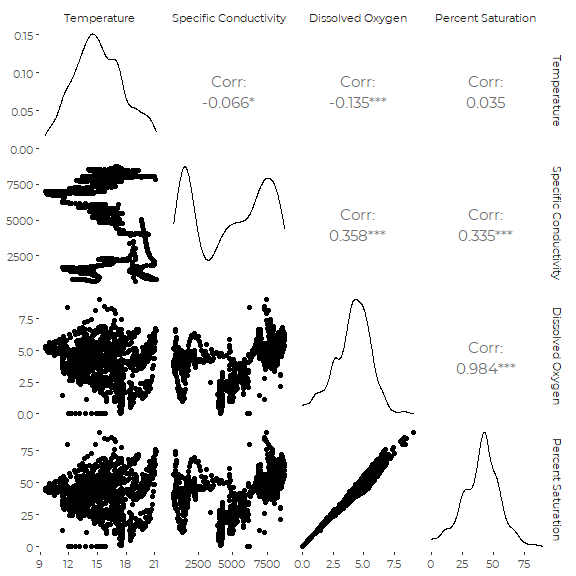 Temperature Specific Conductivity Dissolved Oxygen Percent Saturation
0.15
0.10
0.05
0.00
Corr:
-0.066*
Corr:
-0.135***
Corr:
0.035
Temperature
7500
5000
2500
Corr:
0.358***
Corr:
0.335***
Specific Conductivity
7.5
5.0
2.5
0.0
Corr:
0.984***
Dissolved Oxygen
75
50
25
0
Percent Saturation
9 12 15 18 21 2500 5000 7500 0.0 2.5 5.0 7.5 0 25 50 75